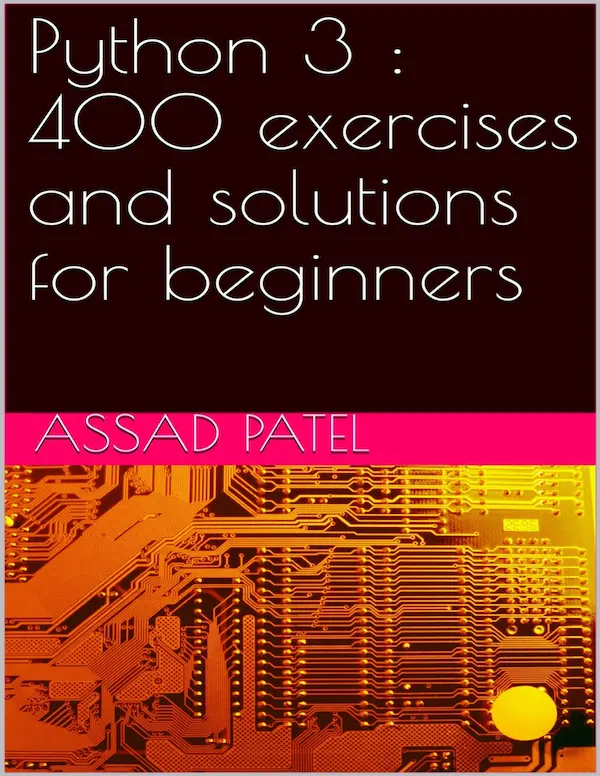 Python 3 :
400 exercises
and solutions
for beginners
ASSAD PATEL